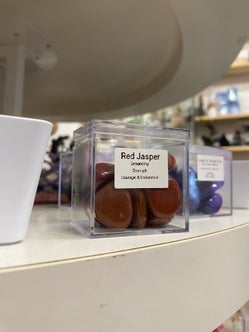 Red Jasper
Grounding
Strength
Courage & Endurance